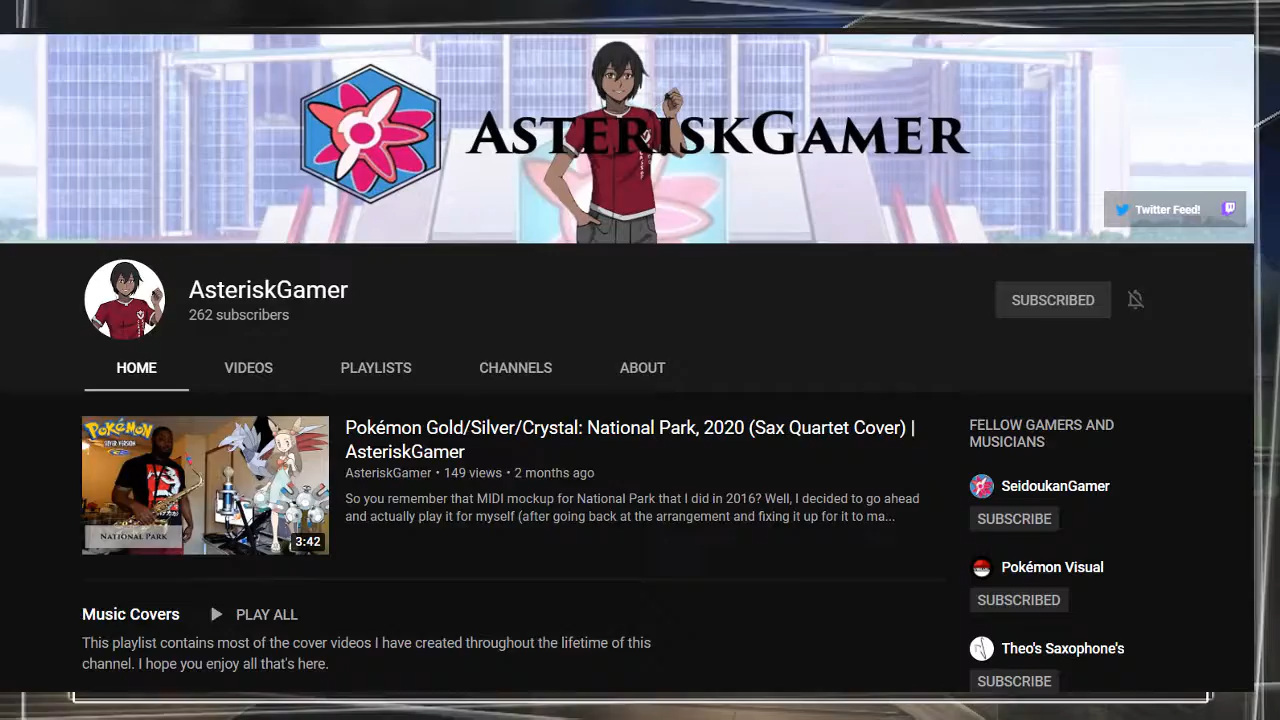 ASTERISKGAMER
Twitter Feed!
AsteriskGamer
262 subscribers
SUBSCRIBED
HOME
VIDEOS
PLAYLISTS
CHANNELS
ABOUT
POKéMON
SILVER VERSION
NATIONAL PARK
3:42
Pokémon Gold/Silver/Crystal: National Park, 2020 (Sax Quartet Cover) |
AsteriskGamer
AsteriskGamer • 149 views • 2 months ago
So you remember that MIDI mockup for National Park that I did in 2016? Well, I decided to go ahead
and actually play it for myself (after going back at the arrangement and fixing it up for it to ma...
FELLOW GAMERS AND
MUSICIANS
SeidoukanGamer
SUBSCRIBE
Pokémon Visual
SUBSCRIBED
Theo's Saxophone's
SUBSCRIBE
Music Covers
PLAY ALL
This playlist contains most of the cover videos I have created throughout the lifetime of this
channel. I hope you enjoy all that's here.